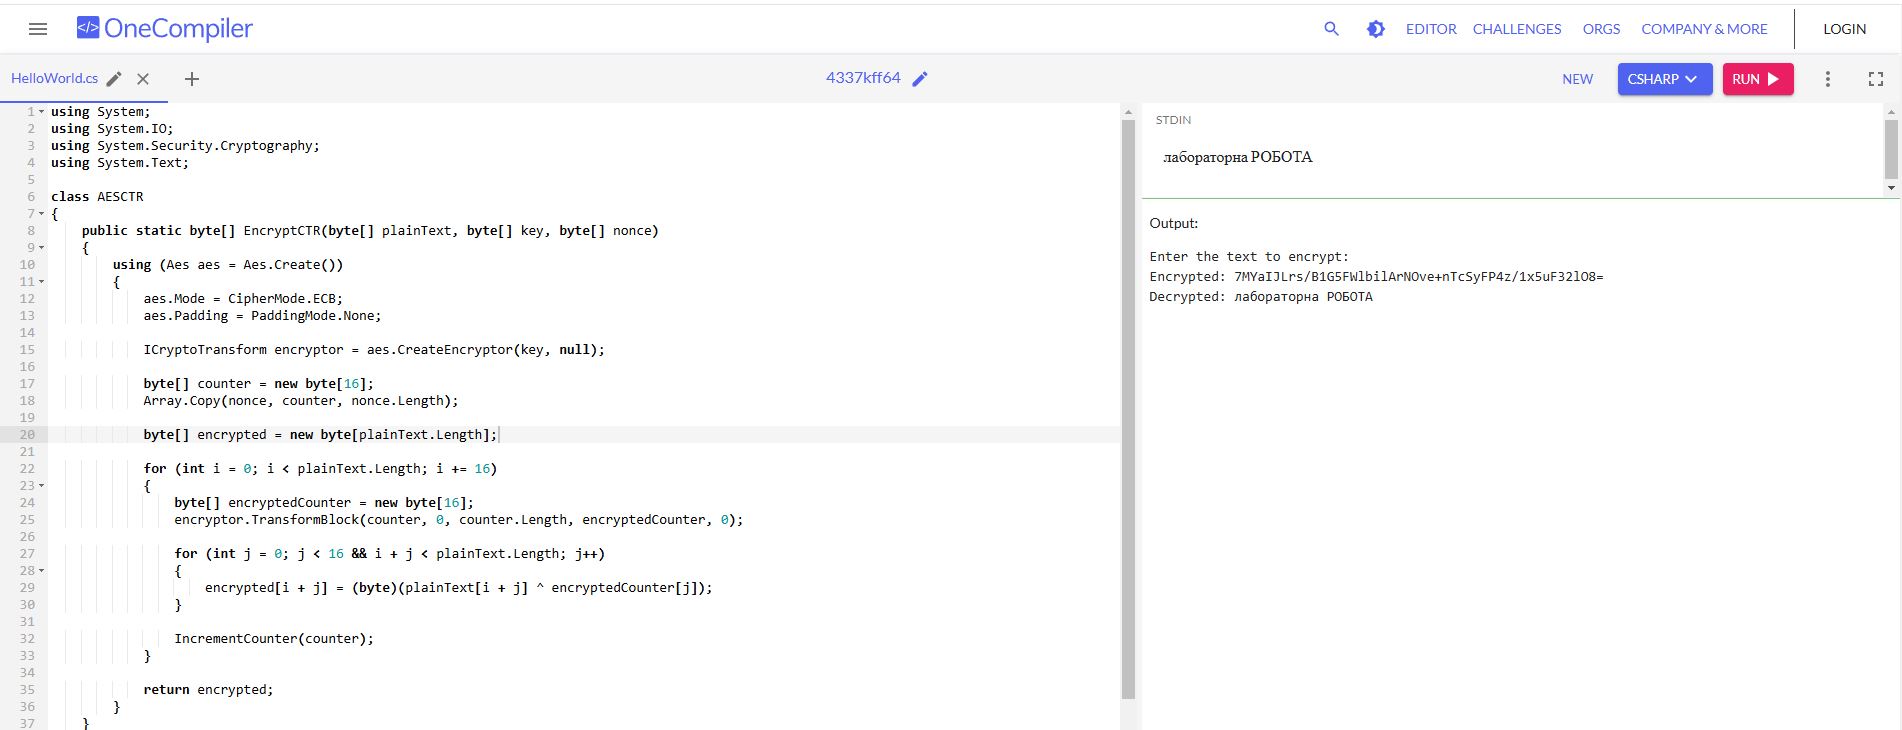 </> OneCompiler
EDITOR CHALLENGES ORGS COMPANY & MORE LOGIN
HelloWorld.cs
4337kff64
NEW CSHARP RUN
1 using System;
2 using System.IO;
3 using System.Security.Cryptography;
4 using System.Text;
5
6 class AESCTR
7 {
8 public static byte[] EncryptCTR(byte[] plainText, byte[] key, byte[] nonce)
9 {
10 using (Aes aes = Aes.Create())
11 {
12 aes.Mode = CipherMode.ECB;
13 aes.Padding = PaddingMode.None;
14
15 ICryptoTransform encryptor = aes.CreateEncryptor(key, null);
16
17 byte[] counter = new byte[16];
18 Array.Copy(nonce, counter, nonce.Length);
19
20 byte[] encrypted = new byte[plainText.Length];
21
22 for (int i = 0; i < plainText.Length; i += 16)
23 {
24 byte[] encryptedCounter = new byte[16];
25 encryptor.TransformBlock(counter, 0, counter.Length, encryptedCounter, 0);
26
27 for (int j = 0; j < 16 && i + j < plainText.Length; j++)
28 {
29 encrypted[i + j] = (byte)(plainText[i + j] ^ encryptedCounter[j]);
30 }
31
32 IncrementCounter(counter);
33 }
34
35 return encrypted;
36 }
37 }
STDIN
лабораторна РОБОТА
Output:
Enter the text to encrypt:
Encrypted: 7MYaIJLrs/B1G5FWlbilArNOve+nTcSyFP4z/1x5uF32lO8=
Decrypted: лабораторна РОБОТА